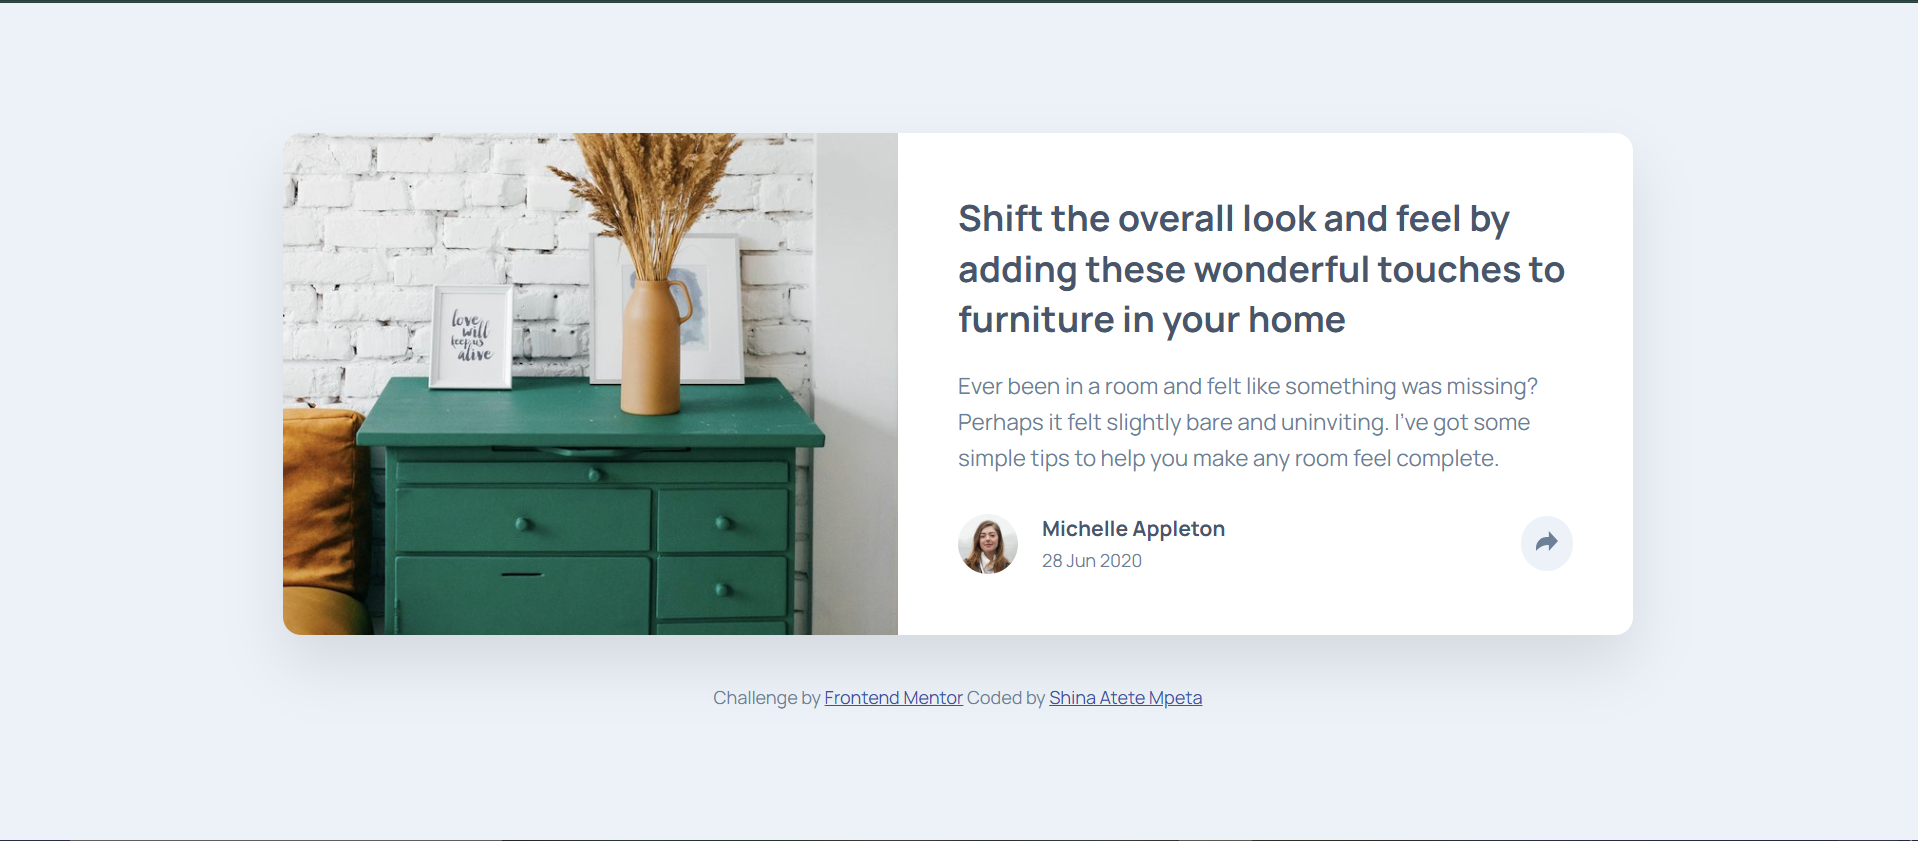 love
will
keep us
alive
Shift the overall look and feel by
adding these wonderful touches to
furniture in your home
Ever been in a room and felt like something was missing?
Perhaps it felt slightly bare and uninviting. I’ve got some
simple tips to help you make any room feel complete.
Michelle Appleton
28 Jun 2020
Challenge by Frontend Mentor Coded by Shina Atete Mpeta